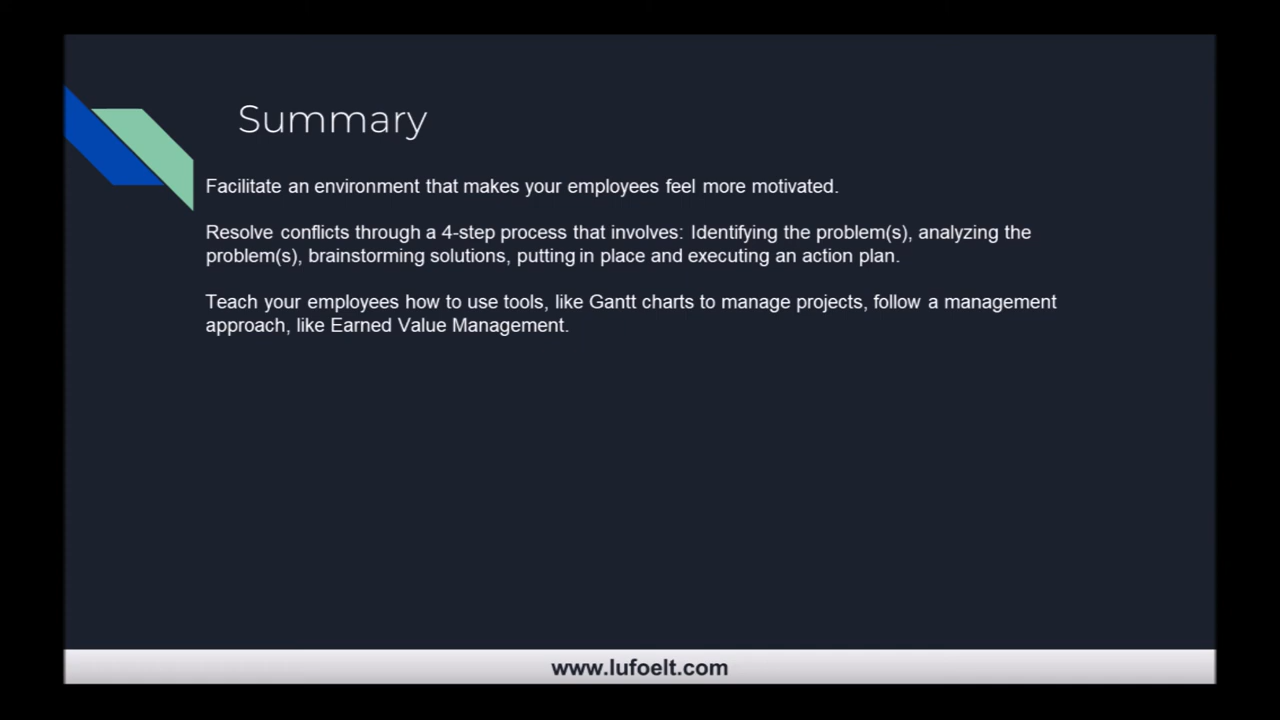 Summary
Facilitate an environment that makes your employees feel more motivated.
Resolve conflicts through a 4-step process that involves: Identifying the problem(s), analyzing the
problem(s), brainstorming solutions, putting in place and executing an action plan.
Teach your employees how to use tools, like Gantt charts to manage projects, follow a management
approach, like Earned Value Management.
www.lufoelt.com